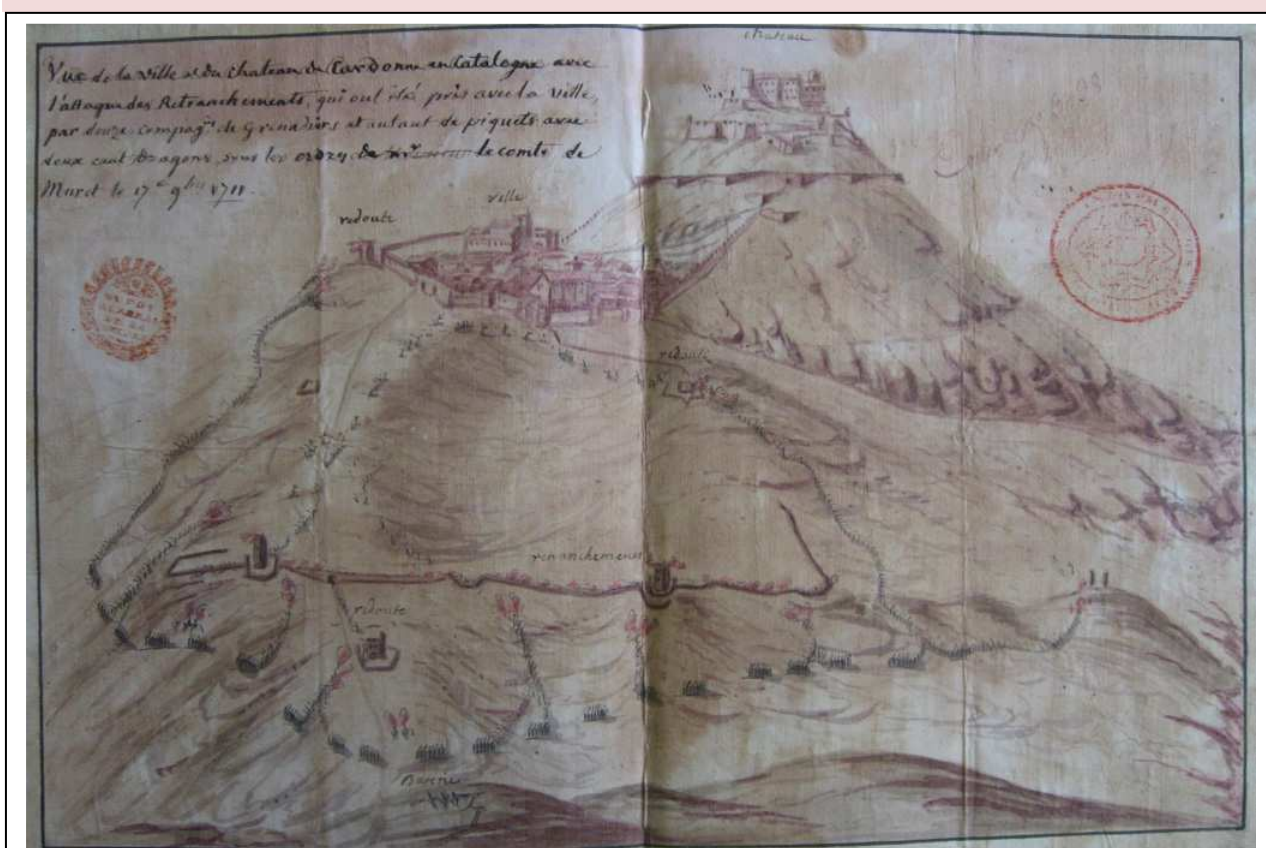 chateau
Vue de la ville et du chateau de Cardonne en Catalogne avec
l'attaque des Retranchements, qui ont été pris avec la ville,
par douze compag.es de Grenadiers et autant de piquets avec
deux cent Dragons, sous les ordres de le comte de
Muret le 17e 9bre 1711.
ville
redoute
redoute
retranchement
redoute